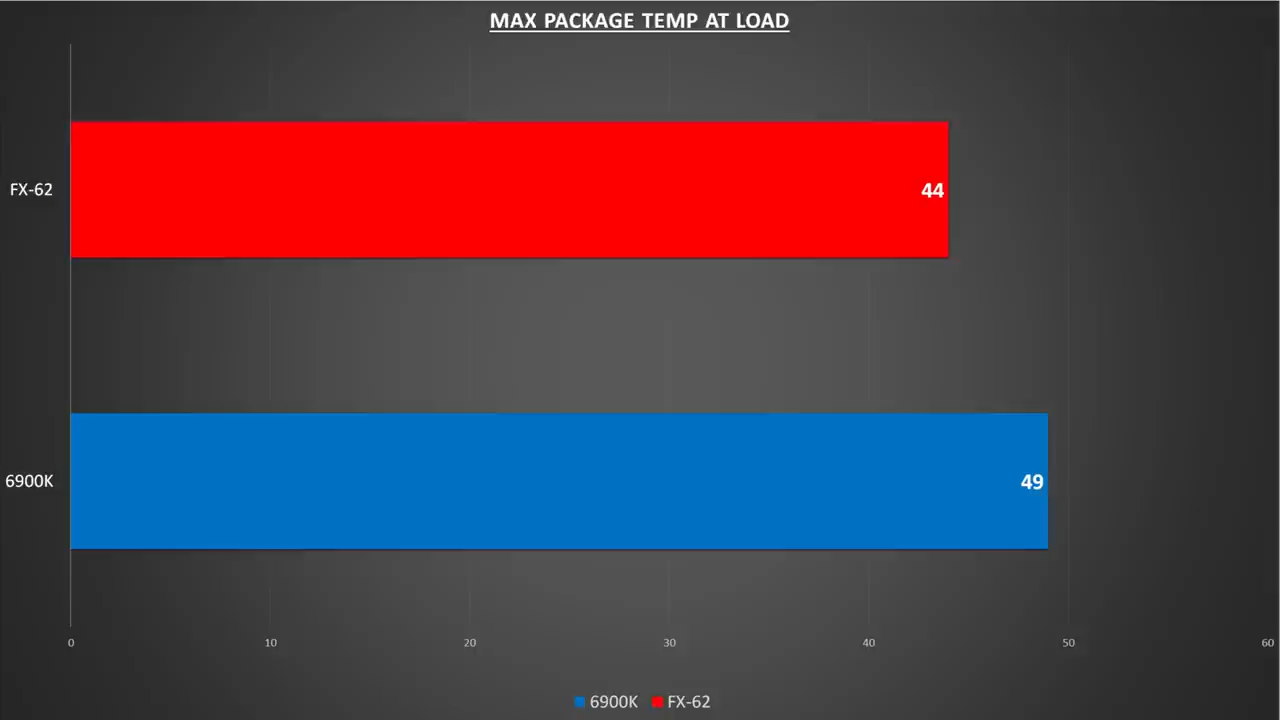 MAX PACKAGE TEMP AT LOAD
FX-62
44
6900K
49
0 10 20 30 40 50 60
6900K FX-62